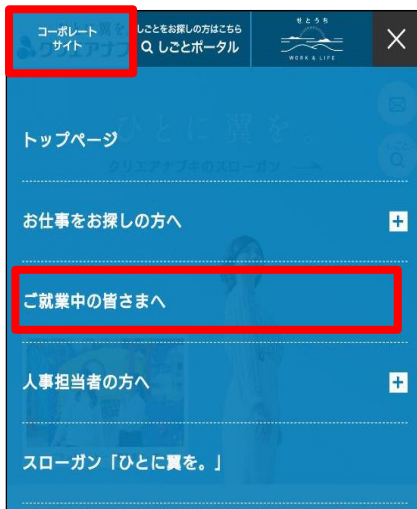 コーポレート
サイト
しごとをお探しの方はこちら
しごとポータル
せとうち
WORK & LIFE
トップページ
ひとに翼を。
クリエアナブキのスローガン
お仕事をお探しの方へ
ご就業中の皆さまへ
人事担当者の方へ
スローガン「ひとに翼を。」